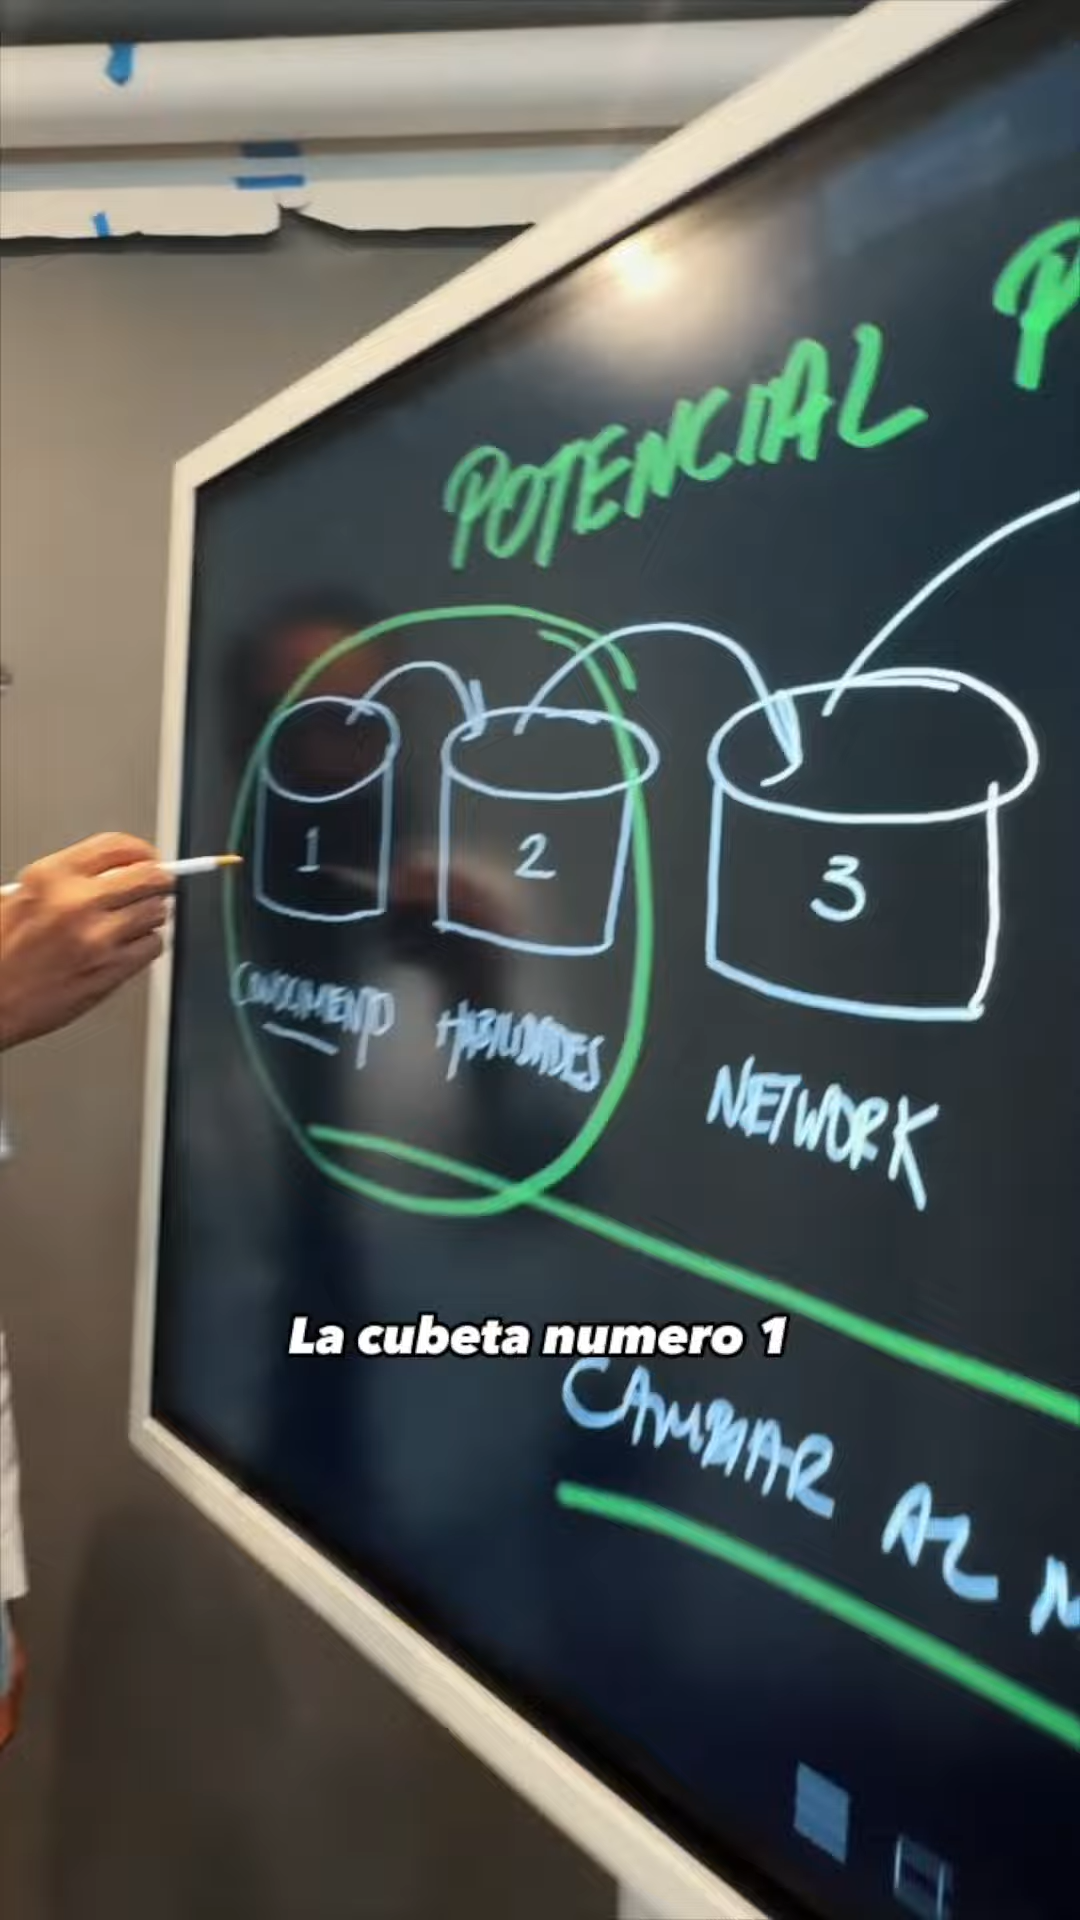 POTENCIAL P
1
2
3
CONOCIMIENTO
HABILIDADES
NETWORK
La cubeta numero 1
CAMBIAR AL M